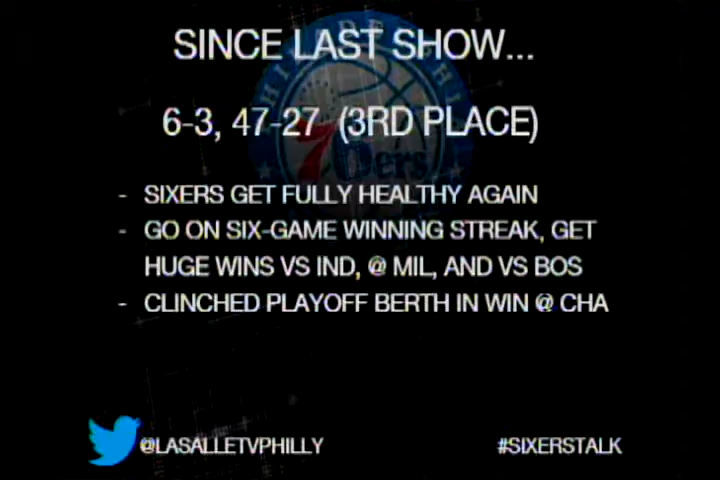 SINCE LAST SHOW...
6-3, 47-27 (3RD PLACE)
- SIXERS GET FULLY HEALTHY AGAIN
- GO ON SIX-GAME WINNING STREAK, GET
HUGE WINS VS IND, @ MIL, AND VS BOS
- CLINCHED PLAYOFF BERTH IN WIN @ CHA
@LASALLETVPHILLY
#SIXERSTALK
76ers